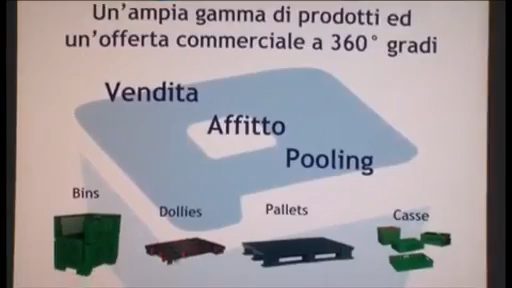 Un'ampia gamma di prodotti ed
un'offerta commerciale a 360° gradi
Vendita
Affitto
Pooling
Bins
Dollies
Pallets
Casse